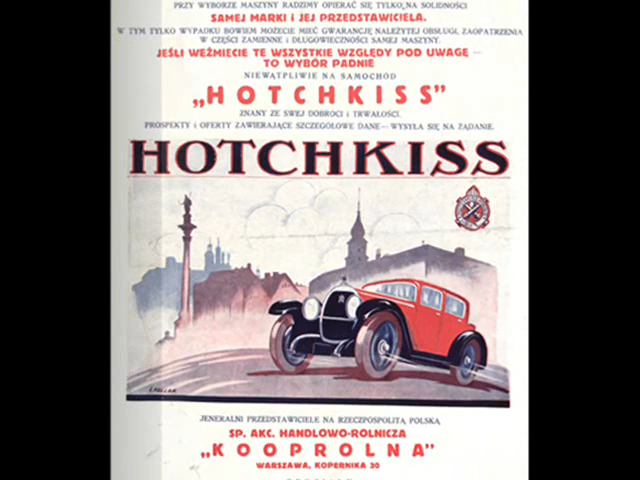 PRZY WYBORZE MASZYNY RADZIMY OPIERAĆ SIĘ TYLKO NA SOLIDNOŚCI
SAMEJ MARKI I JEJ PRZEDSTAWICIELA.
W TYM TYLKO WYPADKU BOWIEM MOŻECIE MIEĆ GWARANCJĘ NALEŻYTEJ OBSŁUGI, ZAOPATRZENIA
W CZĘŚCI ZAMIENNE I DŁUGOWIECZNOŚCI SAMEJ MASZYNY.
JEŚLI WEŹMIECIE TE WSZYSTKIE WZGLĘDY POD UWAGĘ —
TO WYBÓR PADNIE
NIEWĄTPLIWIE NA SAMOCHÓD
„HOTCHKISS"
ZNANY ZE SWEJ DOBROCI I TRWAŁOŚCI.
PROSPEKTY I OFERTY ZAWIERAJĄCE SZCZEGÓŁOWE DANE — WYSYŁA SIĘ NA ŻĄDANIE.
HOTCHKISS
JENERALNI PRZEDSTAWICIELE NA RZECZPOSPOLITĄ POLSKĄ
SP. AKC. HANDLOWO-ROLNICZA
„KOOPROLNA"
WARSZAWA, KOPERNIKA 30